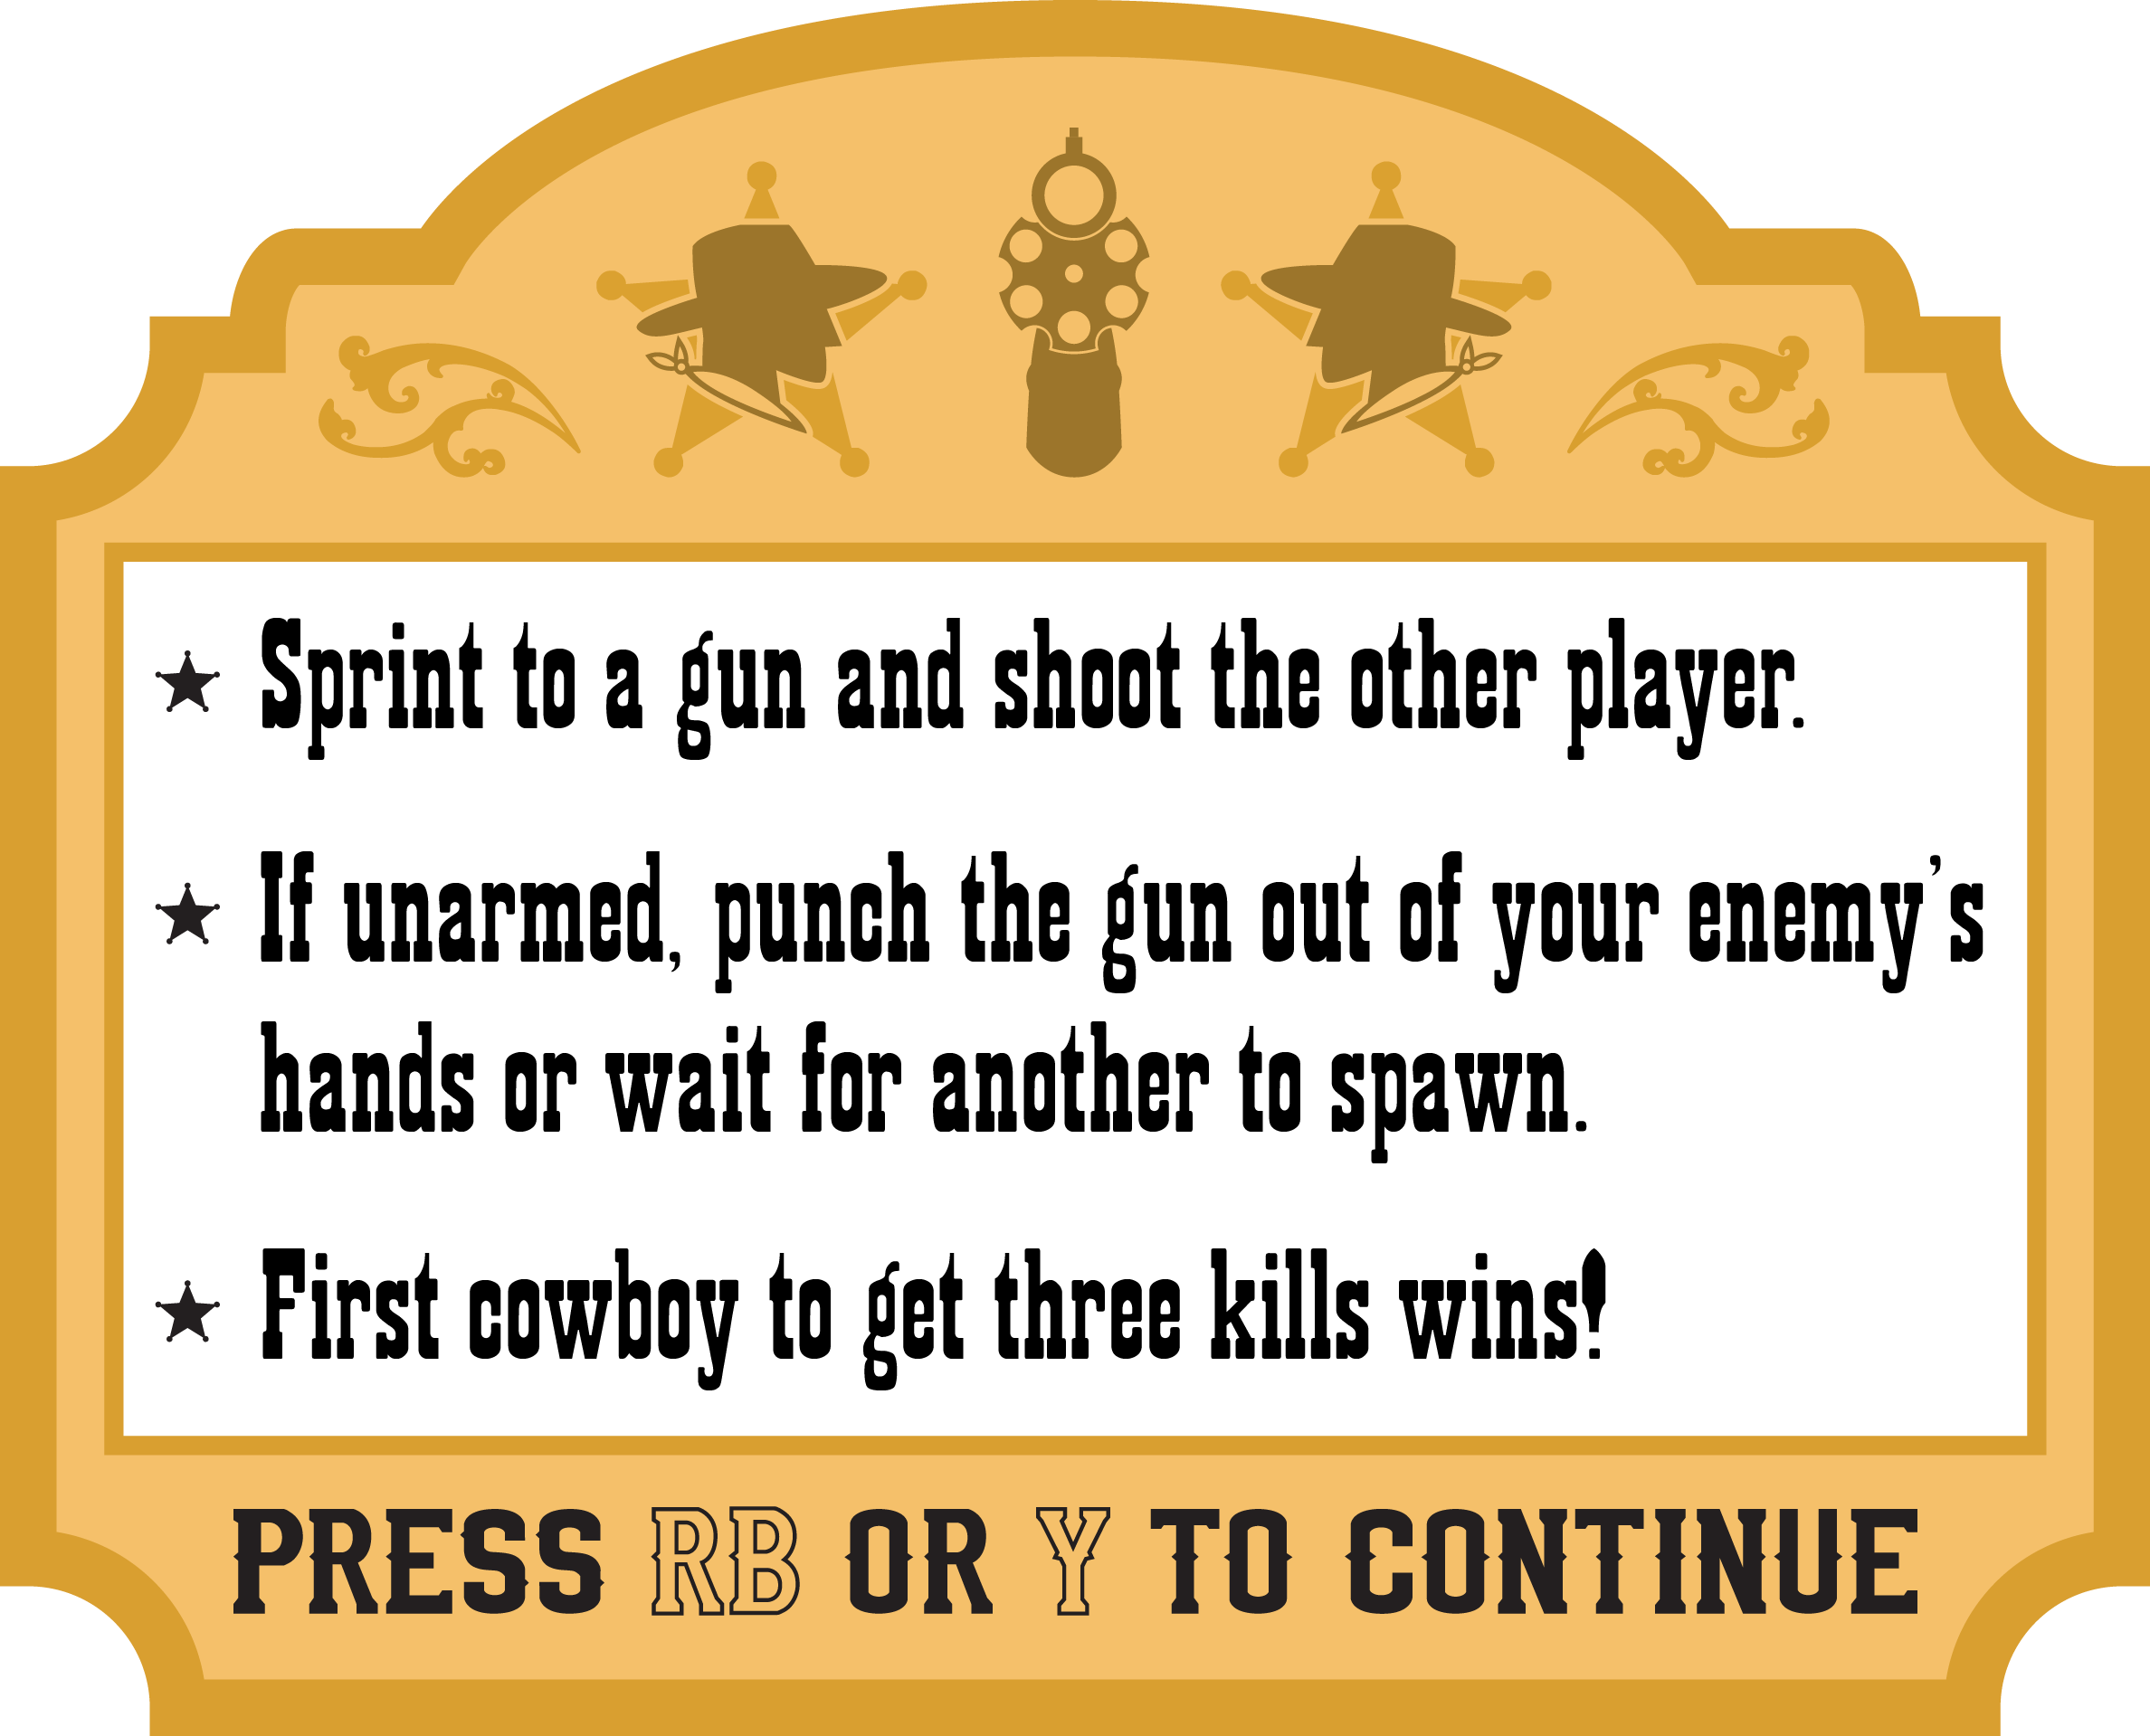 Sprint to a gun and shoot the other player.
If unarmed, punch the gun out of your enemy's
hands or wait for another to spawn.
First cowboy to get three kills wins!
PRESS RB OR Y TO CONTINUE